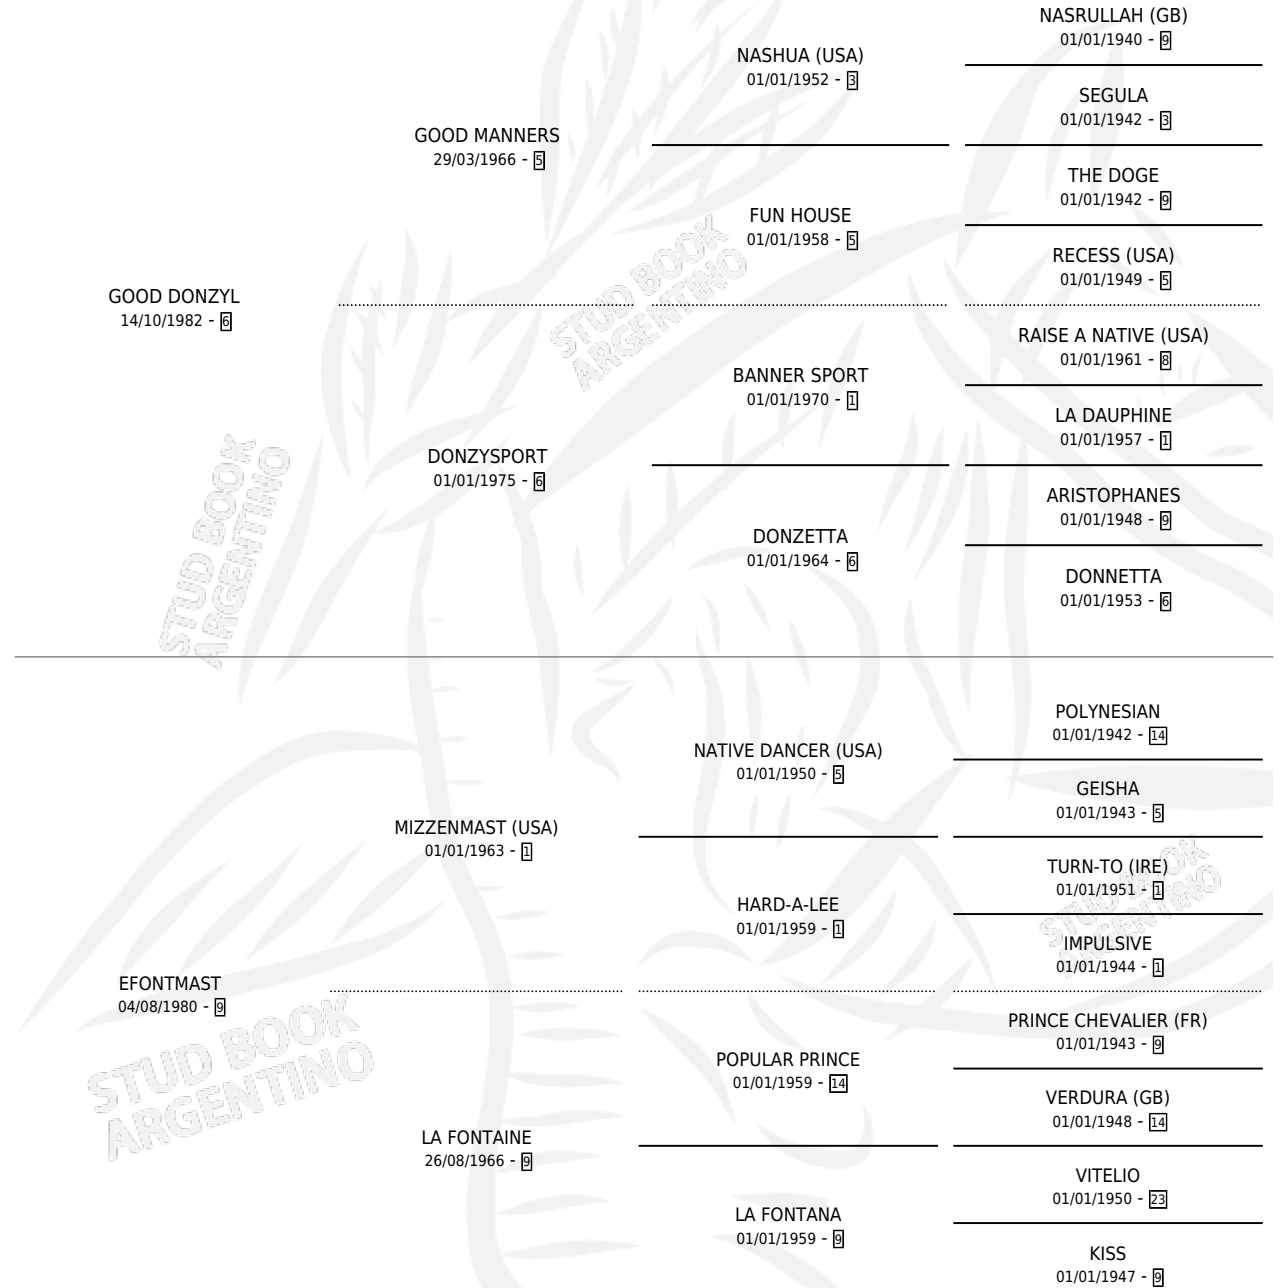 NASRULLAH (GB)
01/01/1940 - 9
NASHUA (USA)
01/01/1952 - 3
SEGULA
01/01/1942 - 3
GOOD MANNERS
29/03/1966 - 5
THE DOGE
01/01/1942 - 9
FUN HOUSE
01/01/1958 - 5
RECESS (USA)
01/01/1949 - 5
GOOD DONZYL
14/10/1982 - 6
RAISE A NATIVE (USA)
01/01/1961 - 8
BANNER SPORT
01/01/1970 - 1
LA DAUPHINE
01/01/1957 - 1
DONZYSPORT
01/01/1975 - 6
ARISTOPHANES
01/01/1948 - 9
DONZETTA
01/01/1964 - 6
DONNETTA
01/01/1953 - 6
POLYNESIAN
01/01/1942 - 14
NATIVE DANCER (USA)
01/01/1950 - 5
GEISHA
01/01/1943 - 5
MIZZENMAST (USA)
01/01/1963 - 1
TURN-TO (IRE)
01/01/1951 - 1
HARD-A-LEE
01/01/1959 - 1
IMPULSIVE
01/01/1944 - 1
EFONTMAST
04/08/1980 - 9
PRINCE CHEVALIER (FR)
01/01/1943 - 9
POPULAR PRINCE
01/01/1959 - 14
VERDURA (GB)
01/01/1948 - 14
LA FONTAINE
26/08/1966 - 9
VITELIO
01/01/1950 - 23
LA FONTANA
01/01/1959 - 9
KISS
01/01/1947 - 9
STUD BOOK
ARGENTINO
STUD BOOK
ARGENTINO
STUD BOOK
ARGENTINO
STUD BOOK
ARGENTINO